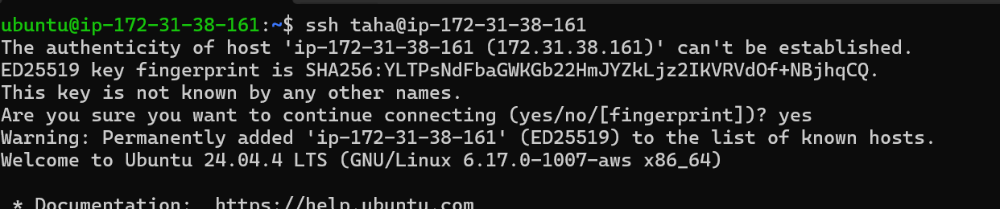 ubuntu@ip-172-31-38-161:~$ ssh taha@ip-172-31-38-161
The authenticity of host 'ip-172-31-38-161 (172.31.38.161)' can't be established.
ED25519 key fingerprint is SHA256:YLTPsNdFbaGWKGb22HmJYZkLjz2IKVRVdOf+NBjhqCQ.
This key is not known by any other names.
Are you sure you want to continue connecting (yes/no/[fingerprint])? yes
Warning: Permanently added 'ip-172-31-38-161' (ED25519) to the list of known hosts.
Welcome to Ubuntu 24.04.4 LTS (GNU/Linux 6.17.0-1007-aws x86_64)
* Documentation:  https://help.ubuntu.com